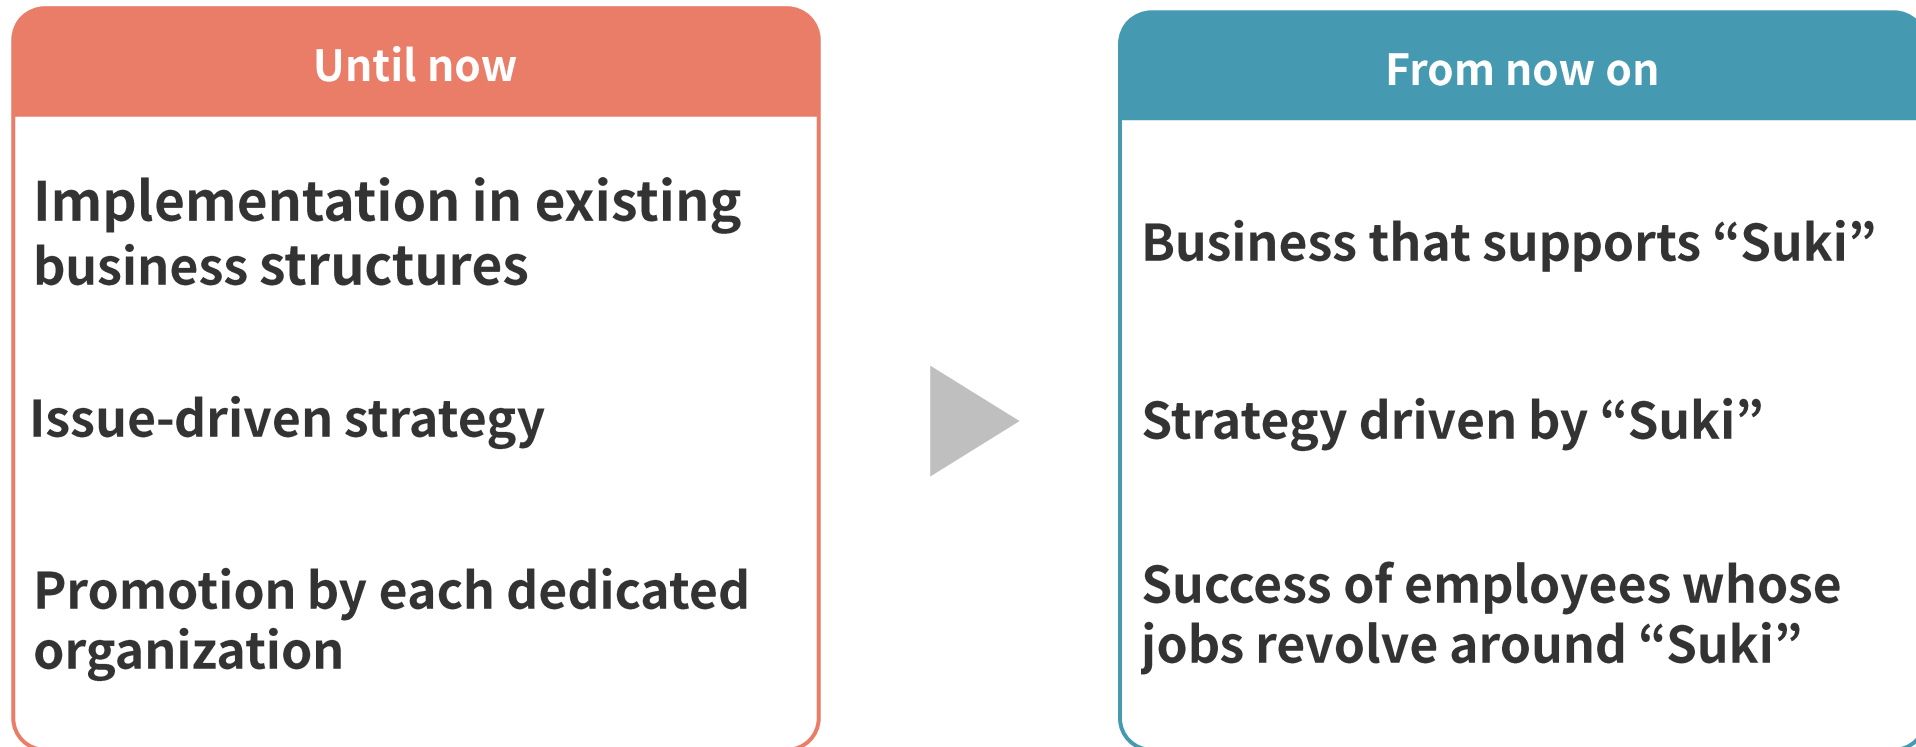 Until now
Implementation in existing
business structures
Issue-driven strategy
Promotion by each dedicated
organization
From now on
Business that supports “Suki”
Strategy driven by “Suki”
Success of employees whose
jobs revolve around “Suki”